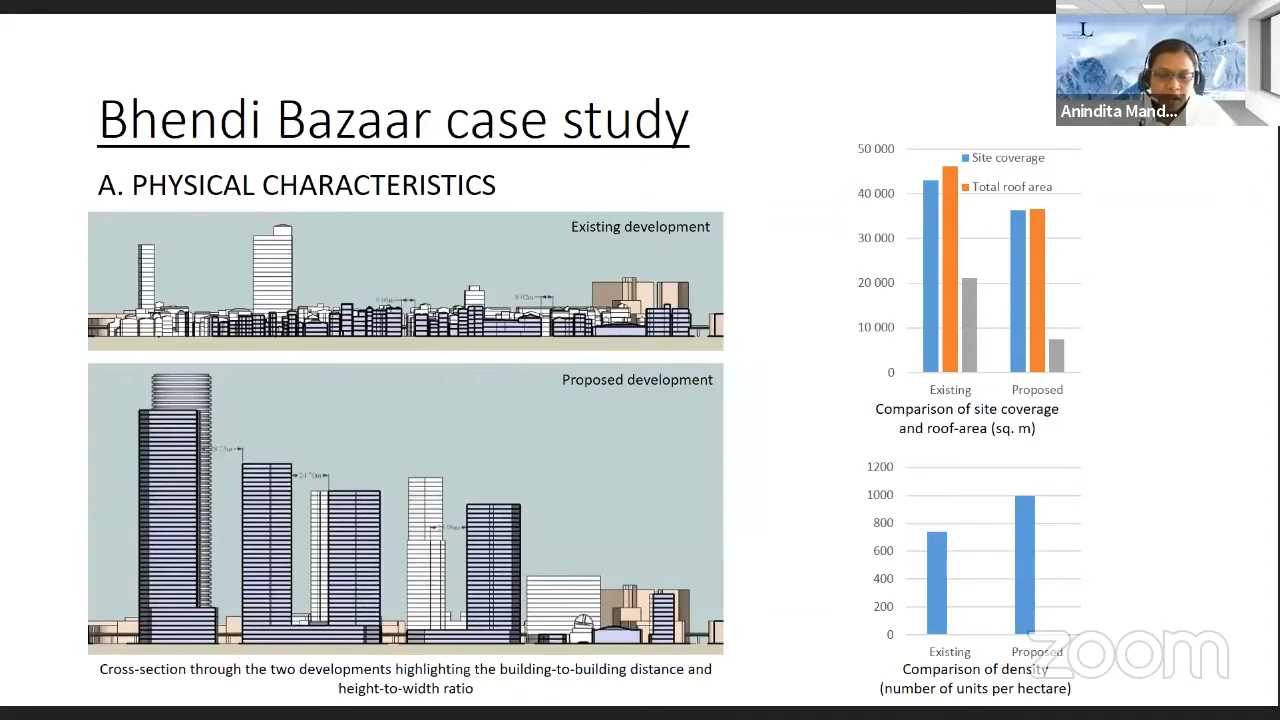 Bhendi Bazaar case study
A. PHYSICAL CHARACTERISTICS
Existing development
Proposed development
Cross-section through the two developments highlighting the building-to-building distance and
height-to-width ratio
Anindita Mand...
50 000
Site coverage
Total roof area
40 000
30 000
20 000
10 000
0
Existing
Proposed
Comparison of site coverage
and roof-area (sq. m)
1200
1000
800
600
400
200
0
Existing
Proposed
Comparison of density
(number of units per hectare)
zoom